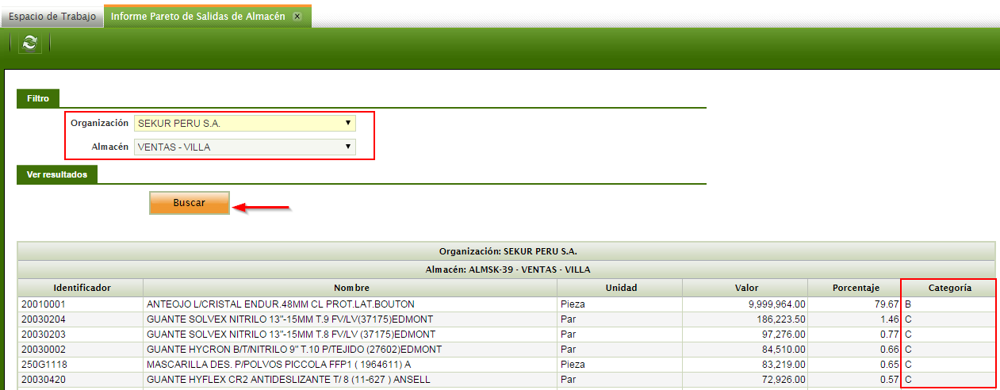 Espacio de Trabajo Informe Pareto de Salidas de Almacén
Filtro
Organización SEKUR PERU S.A.
Almacén VENTAS - VILLA
Ver resultados
Buscar
Organización: SEKUR PERU S.A.
Almacén: ALMSK-39 - VENTAS - VILLA
Identificador Nombre Unidad Valor Porcentaje Categoría
20010001 ANTEOJO L/CRISTAL ENDUR.48MM CL PROT.LAT.BOUTON Pieza 9,999,964.00 79.67 B
20030204 GUANTE SOLVEX NITRILO 13"-15MM T.9 FV/LV(37175)EDMONT Par 186,223.50 1.46 C
20030203 GUANTE SOLVEX NITRILO 13"-15MM T.8 FV/LV (37175)EDMONT Par 97,276.00 0.77 C
20030002 GUANTE HYCRON B/T/NITRILO 9" T.10 P/TEJIDO (27602)EDMONT Par 84,510.00 0.66 C
250G1118 MASCARILLA DES. P/POLVOS PICCOLA FFP1 ( 1964611) A Pieza 83,219.00 0.65 C
20030420 GUANTE HYFLEX CR2 ANTIDESLIZANTE T/ 8 (11-627 ) ANSELL Par 72,926.00 0.57 C